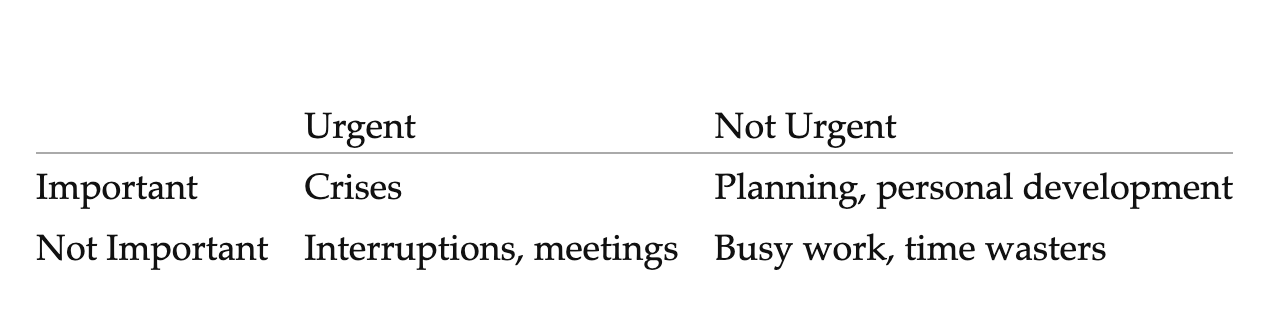 Urgent Not Urgent
Important Crises Planning, personal development
Not Important Interruptions, meetings Busy work, time wasters